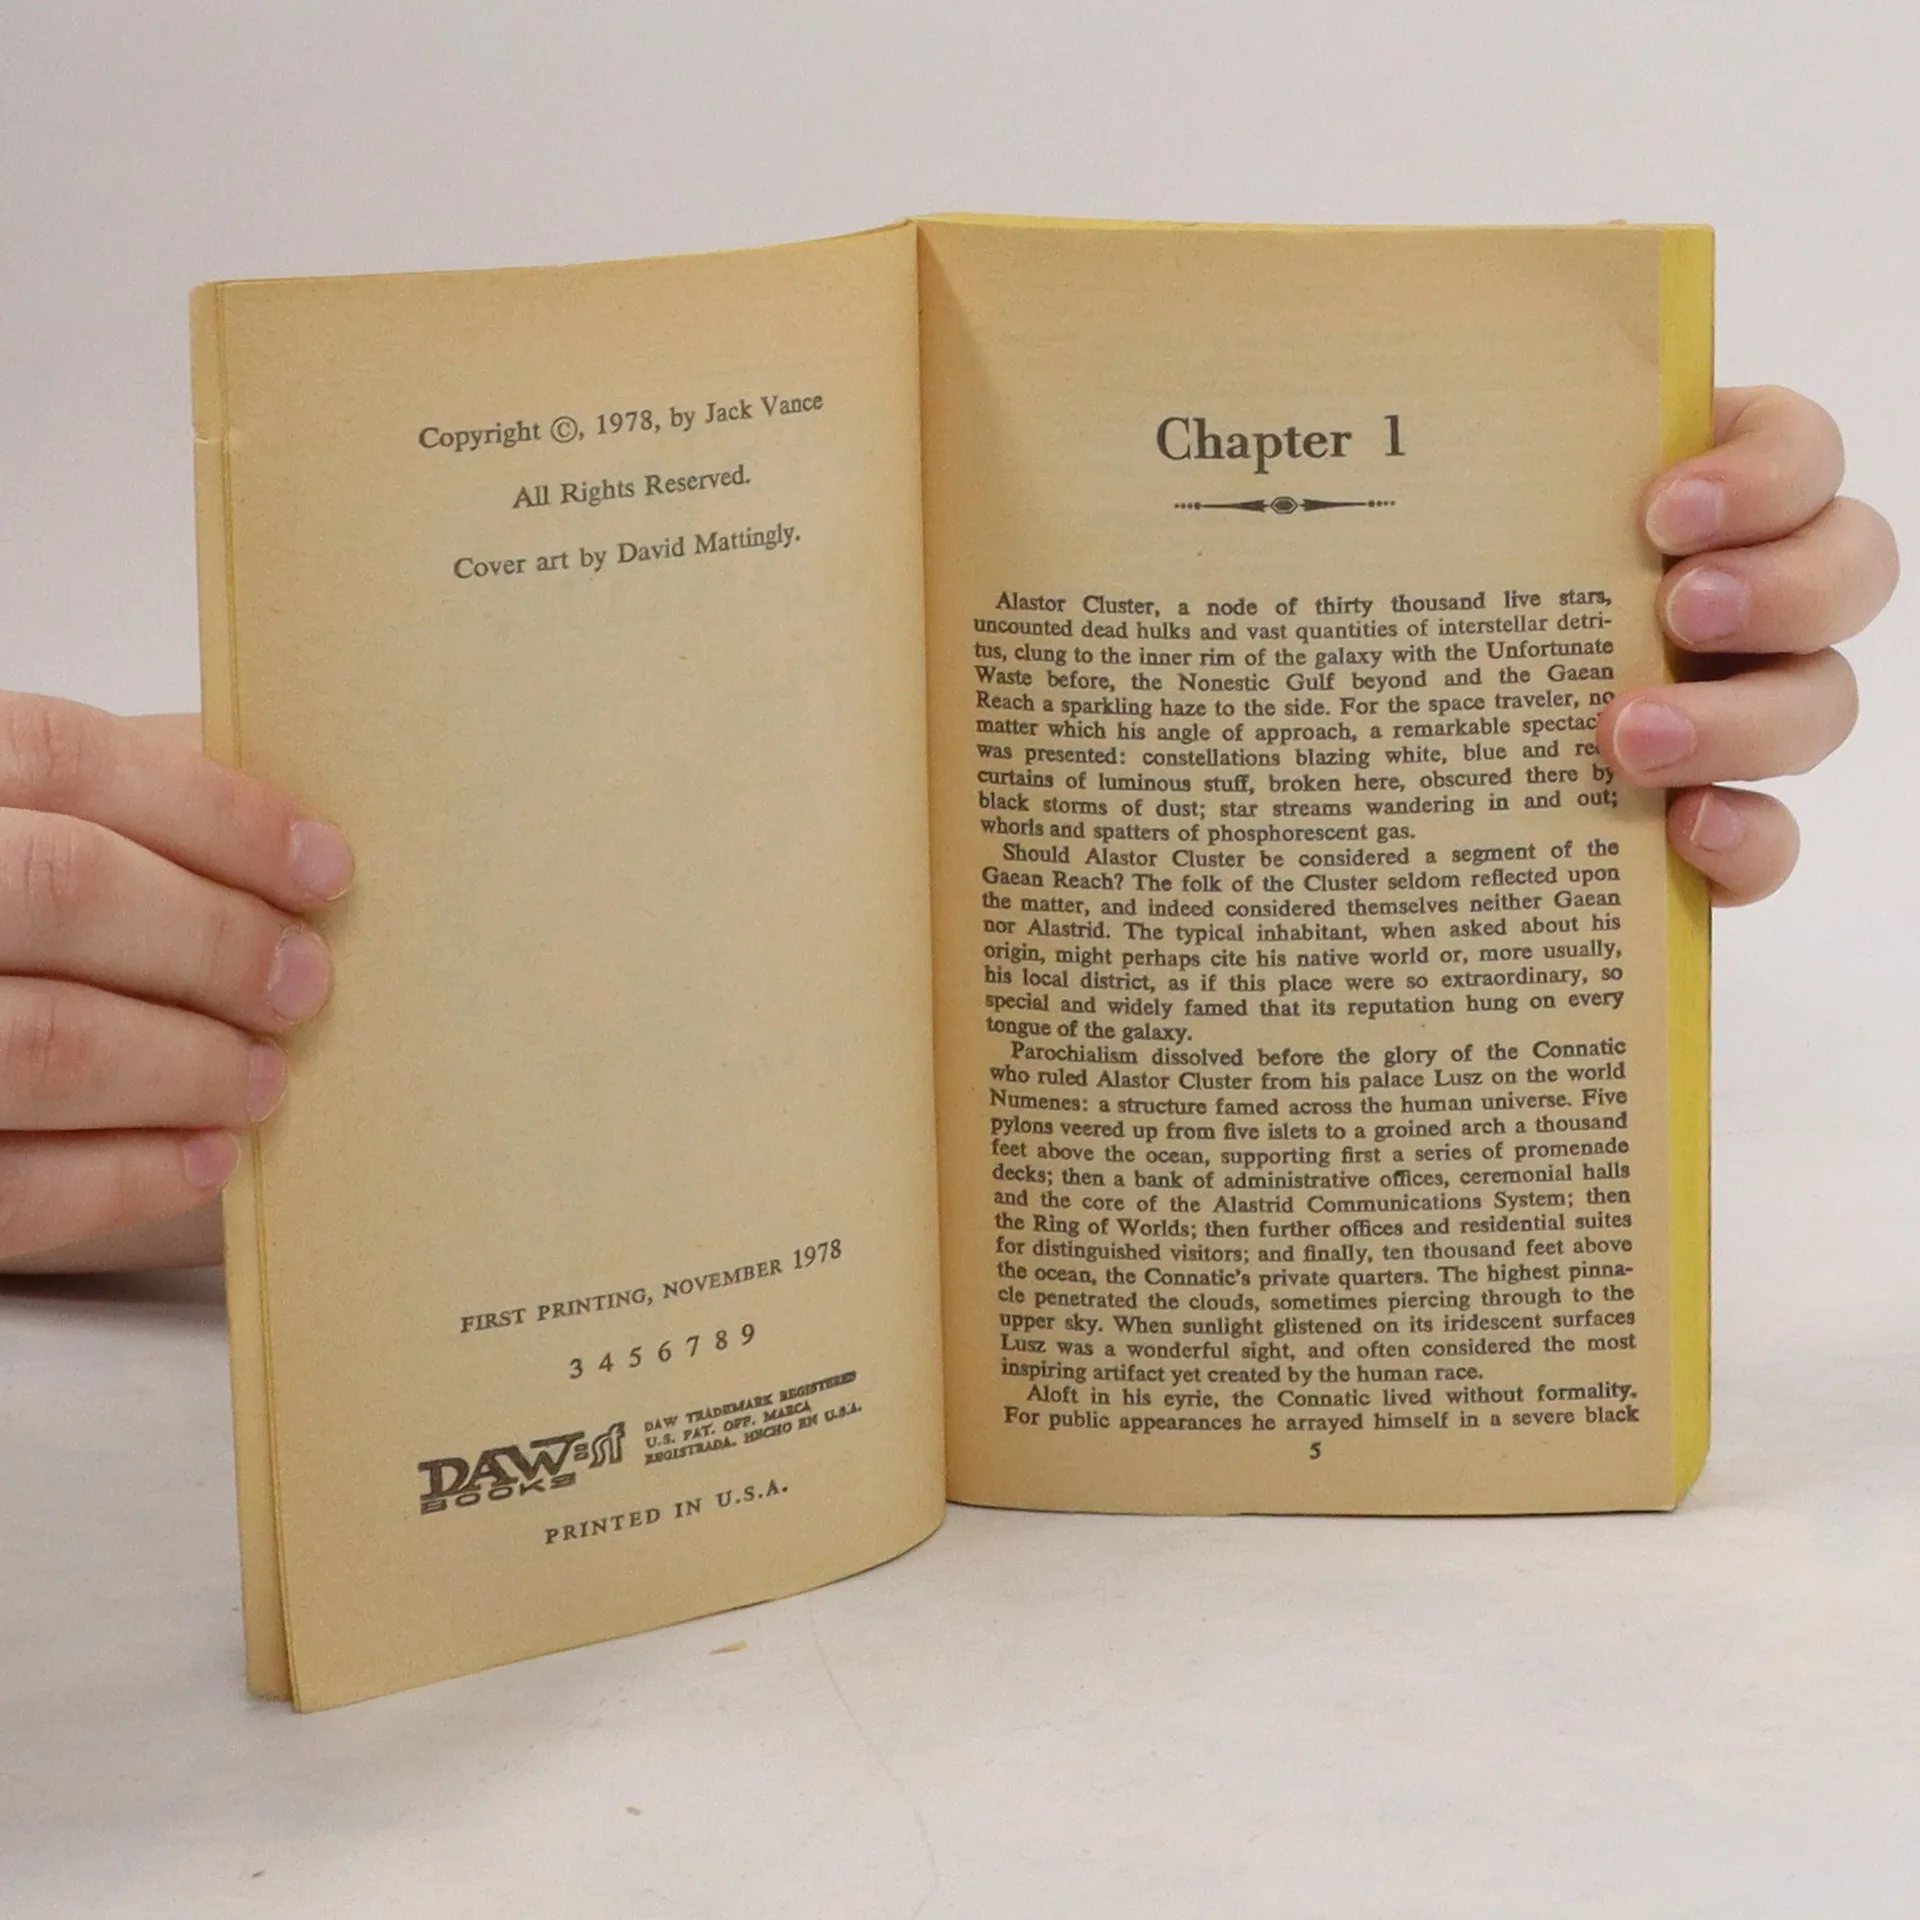 Copyright ©, 1978, by Jack Vance
All Rights Reserved.
Cover art by David Mattingly.
FIRST PRINTING, NOVEMBER 1978
3 4 5 6 7 8 9
DAW=sf
BOOKS
DAW TRADEMARK REGISTERED
U.S. PAT. OFF. MARCA
REGISTRADA. HECHO EN U.S.A.
PRINTED IN U.S.A.
Chapter 1
Alastor Cluster, a node of thirty thousand live stars,
uncounted dead hulks and vast quantities of interstellar detri-
tus, clung to the inner rim of the galaxy with the Unfortunate
Waste before, the Nonestic Gulf beyond and the Gaean
Reach a sparkling haze to the side. For the space traveler, no
matter which his angle of approach, a remarkable
was presented: constellations blazing white, blue and
curtains of luminous stuff, broken here, obscured there by
black storms of dust; star streams wandering in and out;
whorls and spatters of phosphorescent gas.
Should Alastor Cluster be considered a segment of the
Gaean Reach? The folk of the Cluster seldom reflected upon
the matter, and indeed considered themselves neither Gaean
nor Alastrid. The typical inhabitant, when asked about his
origin, might perhaps cite his native world or, more usually,
his local district, as if this place were so extraordinary, so
special and widely famed that its reputation hung on every
tongue of the galaxy.
Parochialism dissolved before the glory of the Connatic
who ruled Alastor Cluster from his palace Lusz on the world
Numenes: a structure famed across the human universe. Five
pylons veered up from five islets to a groined arch a thousand
feet above the ocean, supporting first a series of promenade
decks; then a bank of administrative offices, ceremonial halls
and the core of the Alastrid Communications System; then
the Ring of Worlds; then further offices and residential suites
for distinguished visitors; and finally, ten thousand feet above
the ocean, the Connatic's private quarters. The highest pinna-
cle penetrated the clouds, sometimes piercing through to the
upper sky. When sunlight glistened on its iridescent surfaces
Lusz was a wonderful sight, and often considered the most
inspiring artifact yet created by the human race.
Aloft in his eyrie, the Connatic lived without formality.
For public appearances he arrayed himself in a severe black
5